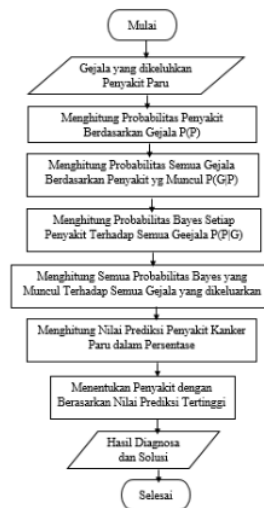 Mulai
Gejala yang dikeluhkan
Penyakit Paru
Menghitung Probabilitas Penyakit
Berdasarkan Gejala P(P)
Menghitung Probabilitas Semua Gejala
Berdasarkan Penyakit yg Muncul P(G|P)
Menghitung Probabilitas Bayes Setiap
Penyakit Terhadap Semua Geejala P(P|G)
Menghitung Semua Probabilitas Bayes yang
Muncul Terhadap Semua Gejala yang dikeluarkan
Menghitung Nilai Prediksi Penyakit Kanker
Paru dalam Persentase
Menentukan Penyakit dengan
Berasarkan Nilai Prediksi Tertinggi
Hasil Diagnosa
dan Solusi
Selesai